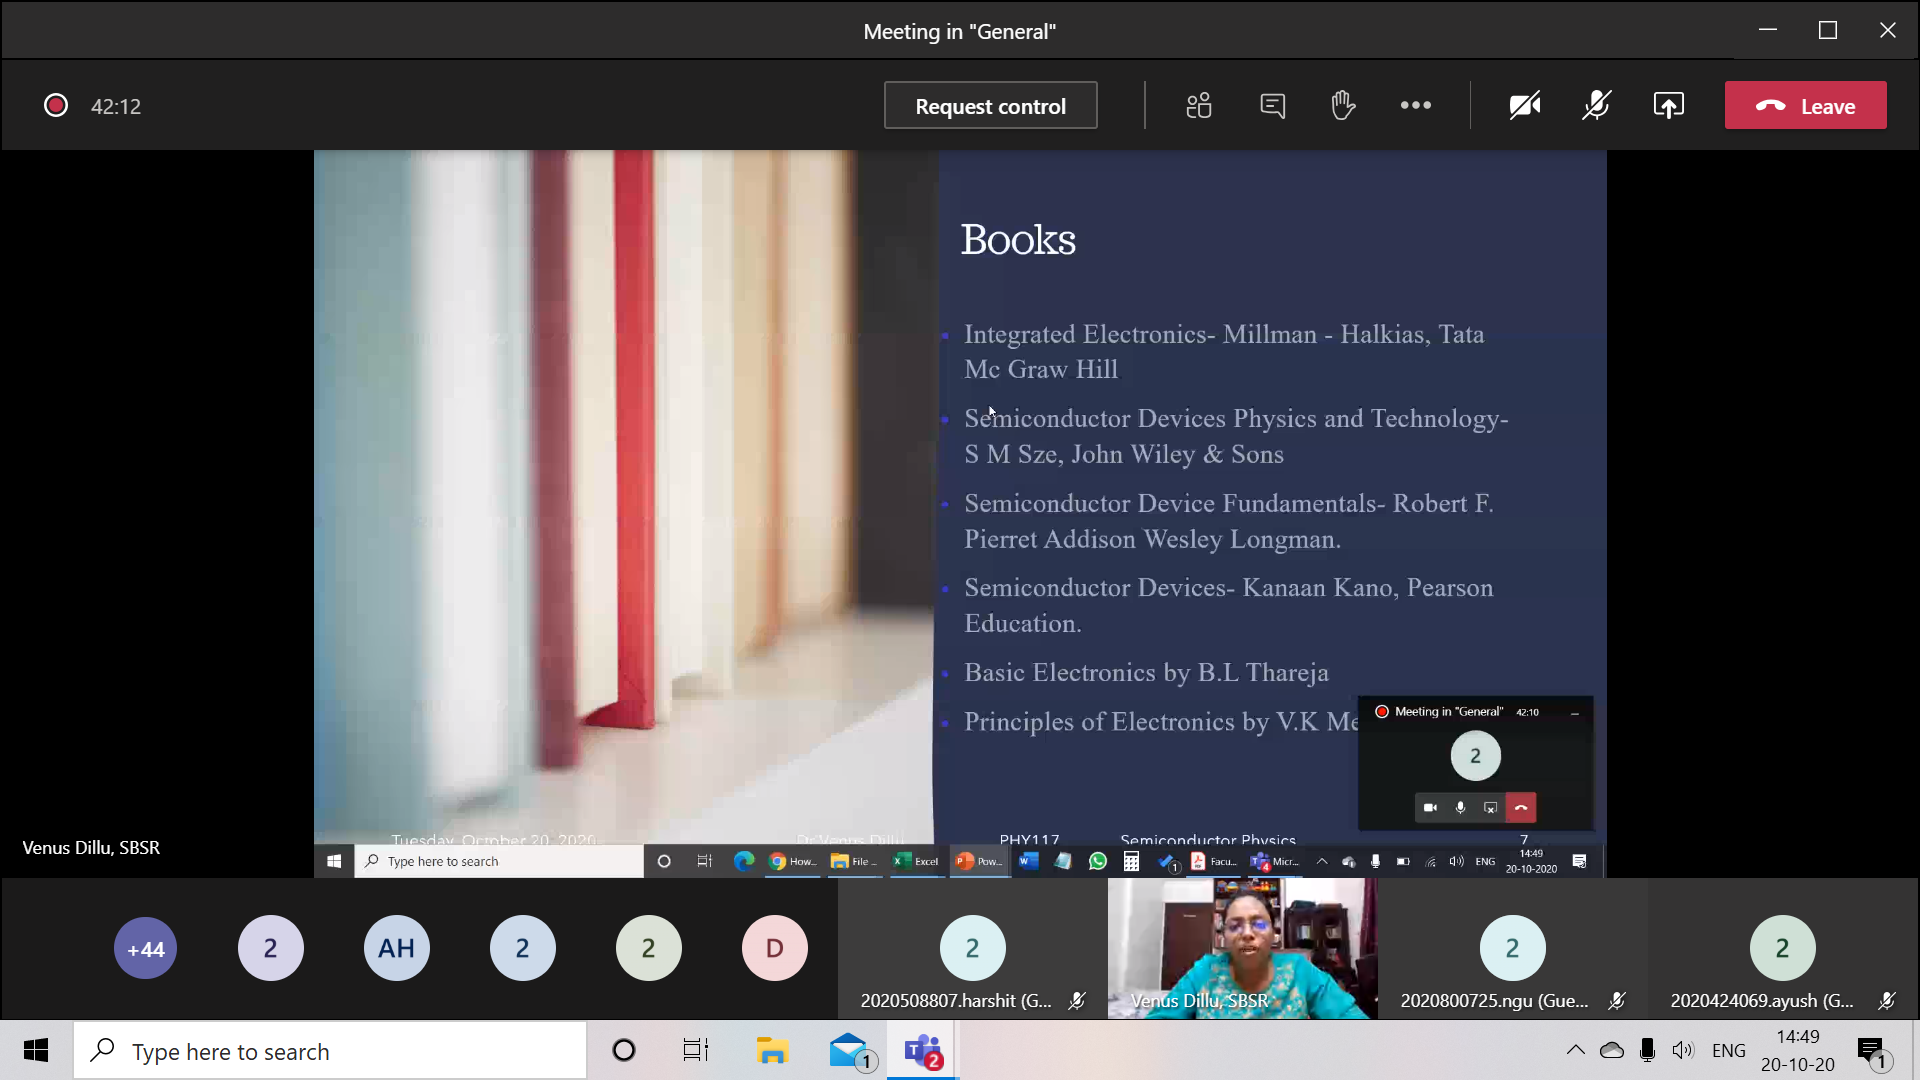 Meeting in "General"
42:12
Request control
Leave
Books
Integrated Electronics- Millman - Halkias, Tata
Mc Graw Hill
Semiconductor Devices Physics and Technology-
S M Sze, John Wiley & Sons
Semiconductor Device Fundamentals- Robert F.
Pierret Addison Wesley Longman.
Semiconductor Devices- Kanaan Kano, Pearson
Education.
Basic Electronics by B.L Thareja
Principles of Electronics by V.K Me
Meeting in "General" 42:10
2
Tuesday, October 20, 2020
Dr Venus Dillu
PHY117
Semiconductor Physics
7
Venus Dillu, SBSR
Type here to search
How...
File ...
Excel
Pow...
1
Facu...
4
Micr...
ENG
14:49
20-10-2020
+44
2
AH
2
2
D
2
2020508807.harshit (G...
Venus Dillu, SBSR
2
2020800725.ngu (Gue...
2
2020424069.ayush (G...
Type here to search
1
2
ENG
14:49
20-10-20
1